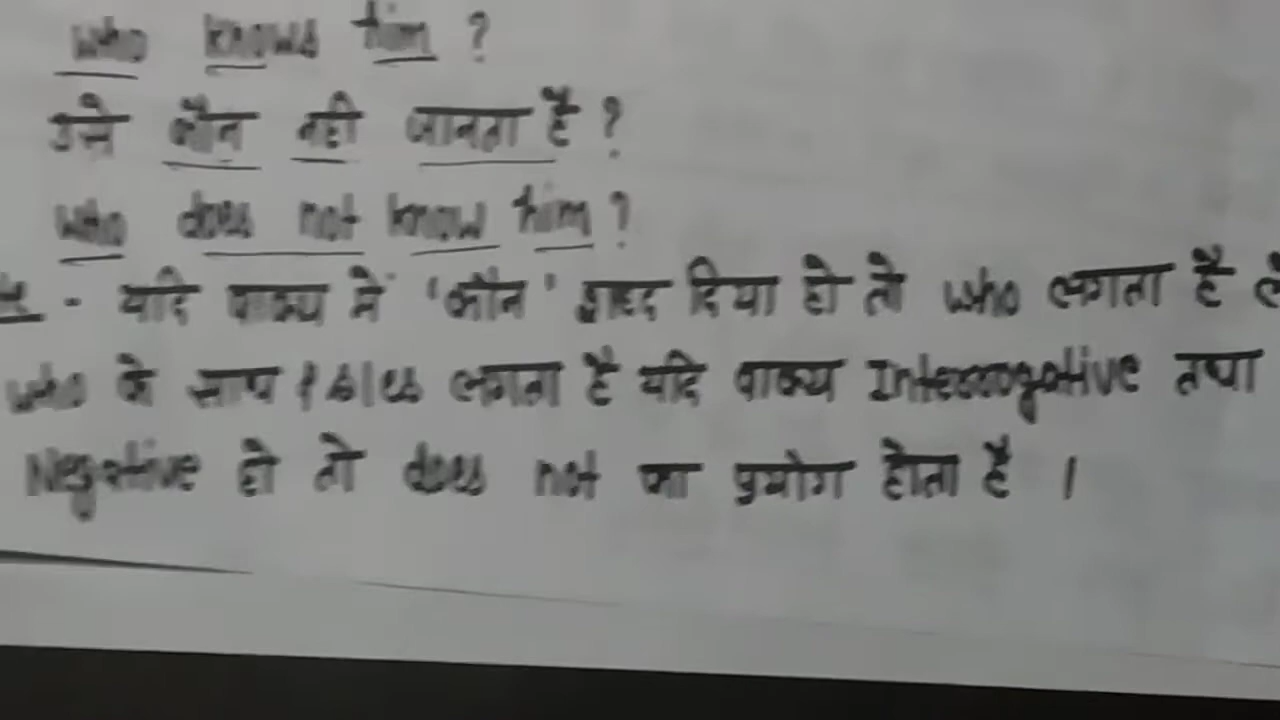 who knows him ?
उसे कौन नही जानता है ?
who does not know him ?
- यदि वाक्य में 'कौन' शब्द दिया हो तो who लगता है
who के साथ s/es लगता है यदि वाक्य Interrogative तथा
Negative हो तो does not का प्रयोग होता है ।